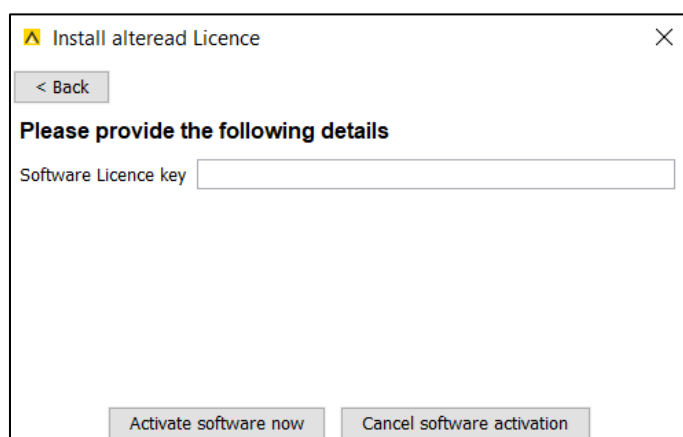 Install alteread Licence
< Back
Please provide the following details
Software Licence key
Activate software now Cancel software activation